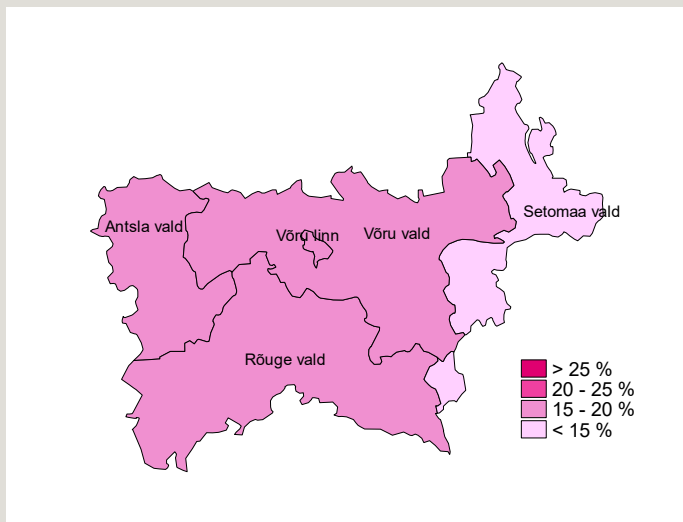 Setomaa vald
Antsla vald
Võru linn
Võru vald
Rõuge vald
> 25 %
20 - 25 %
15 - 20 %
< 15 %